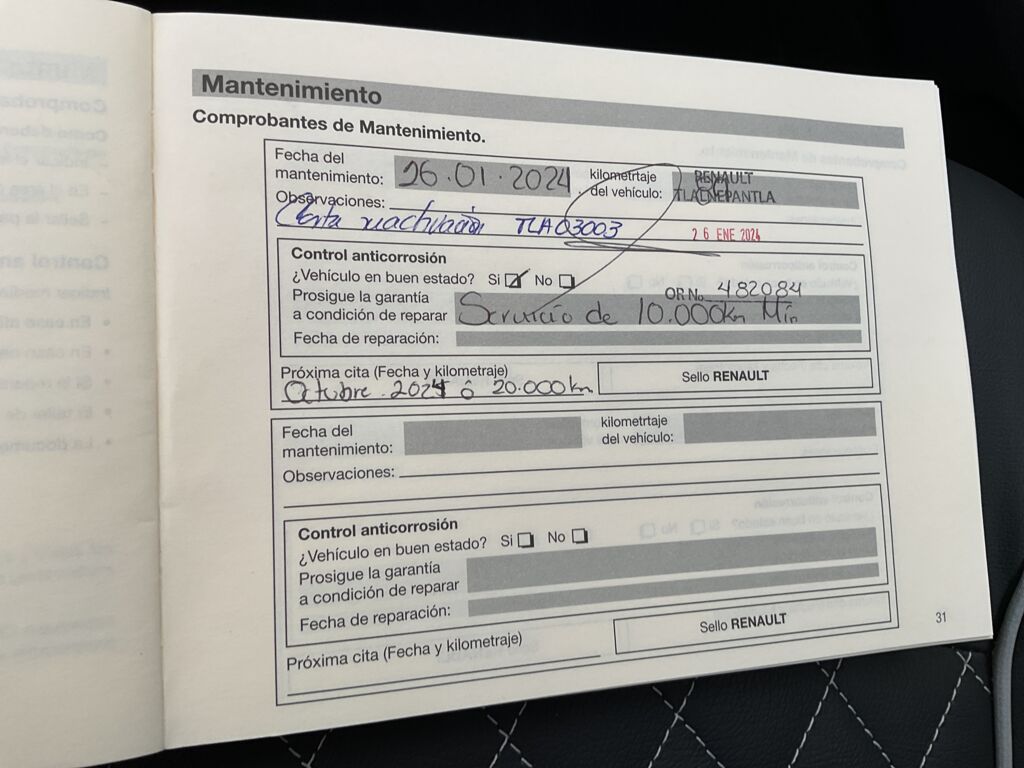 Mantenimiento
Comprobantes de Mantenimiento.
Fecha del
mantenimiento: 26.01.2024 kilometrtaje
del vehículo: RENAULT
TLALNEPANTLA
Observaciones:
Carta reactivación TLA03003
26 ENE 2024
Control anticorrosión
¿Vehículo en buen estado? Si No
OR No. 482084
Prosigue la garantía
a condición de reparar Servicio de 10.000km Min
Fecha de reparación:
Próxima cita (Fecha y kilometraje)
Octubre. 2024 ó 20.000km
Sello RENAULT
Fecha del
mantenimiento:
kilometrtaje
del vehículo:
Observaciones:
Control anticorrosión
¿Vehículo en buen estado? Si No
Prosigue la garantía
a condición de reparar
Fecha de reparación:
Próxima cita (Fecha y kilometraje)
Sello RENAULT
31